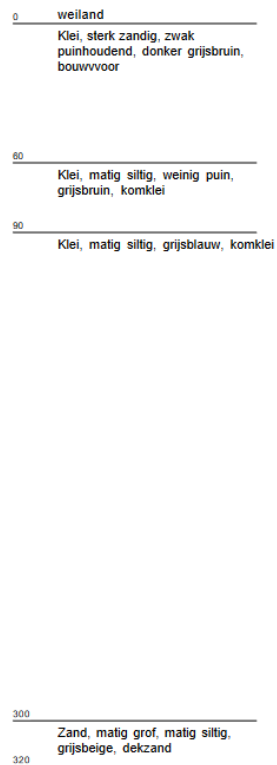 0 weiland
Klei, sterk zandig, zwak
puinhoudend, donker grijsbruin,
bouwvvoor
60
Klei, matig siltig, weinig puin,
grijsbruin, komklei
90
Klei, matig siltig, grijsblauw, komklei
300
Zand, matig grof, matig siltig,
grijsbeige, dekzand
320